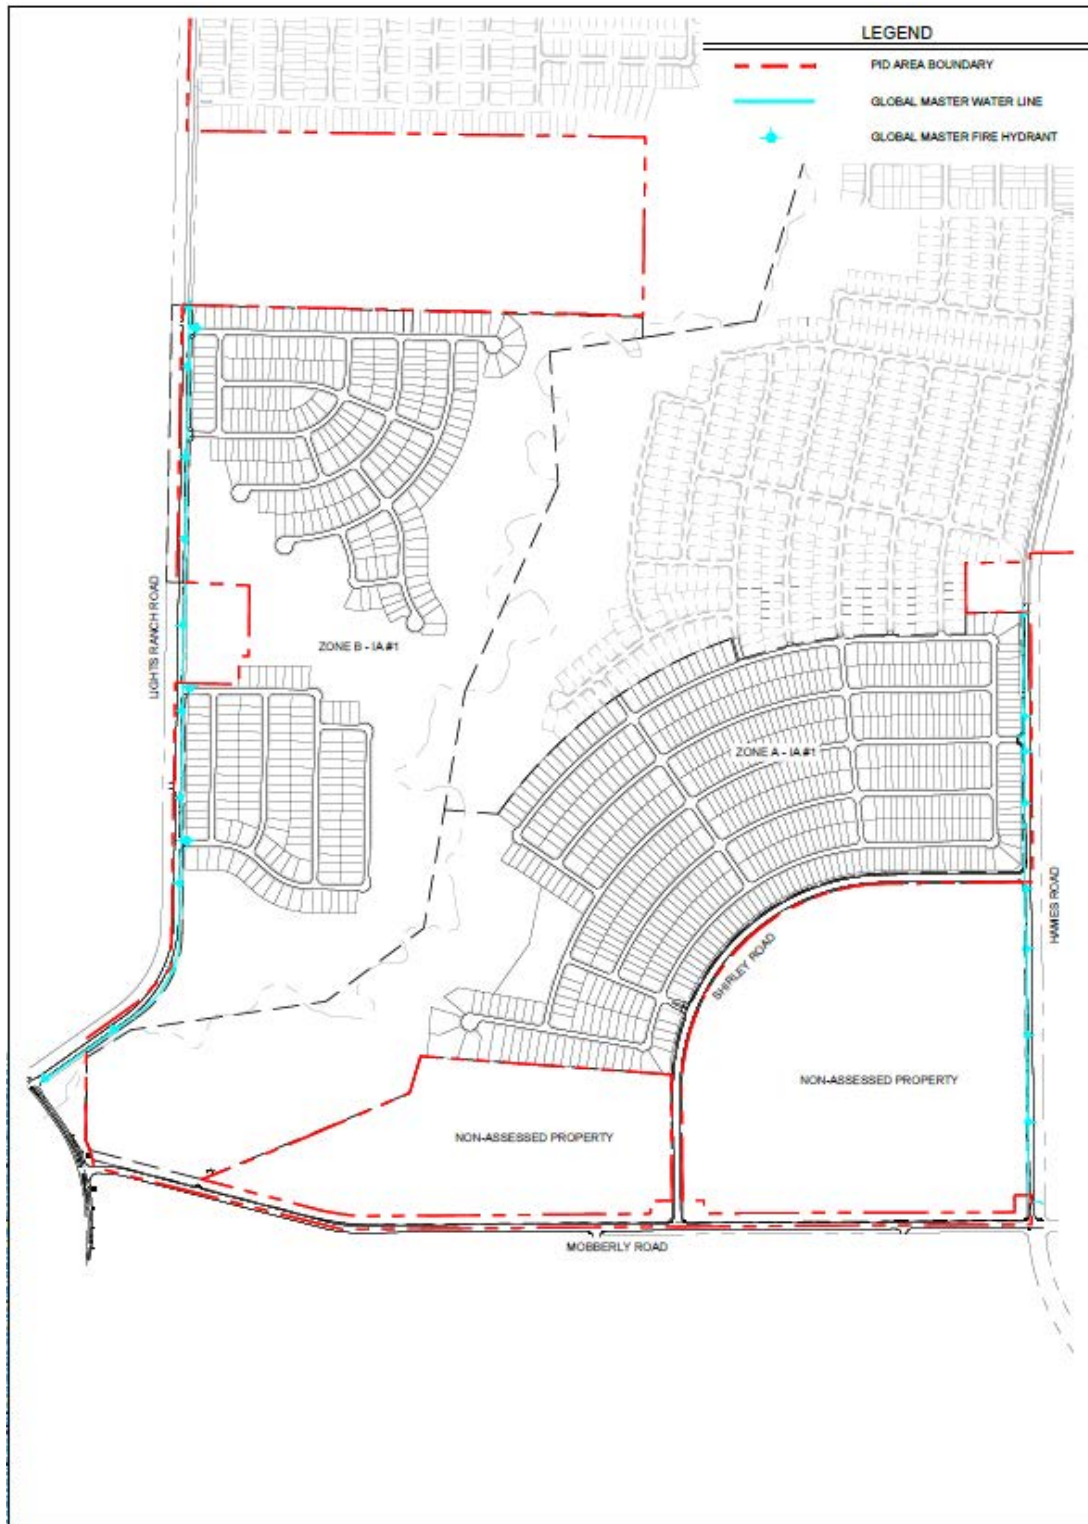 LEGEND
PID AREA BOUNDARY
GLOBAL MASTER WATER LINE
GLOBAL MASTER FIRE HYDRANT
LIGHTS RANCH ROAD
ZONE B - IA #1
ZONE A - IA #1
HAMES ROAD
SHIRLEY ROAD
NON-ASSESSED PROPERTY
NON-ASSESSED PROPERTY
MOBBERLY ROAD